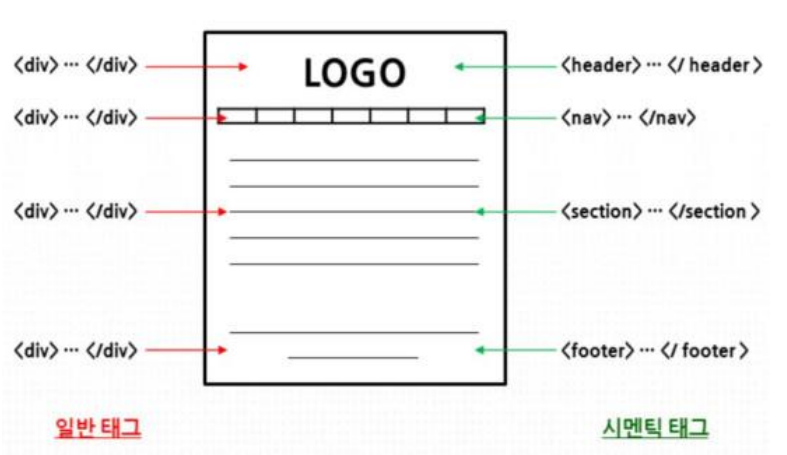 <div> ··· </div> LOGO <header> ··· </ header >
<div> ··· </div> <nav> ··· </nav>
<div> ··· </div> <section> ··· </section >
<div> ··· </div> <footer> ··· </ footer >
일반 태그 시멘틱 태그